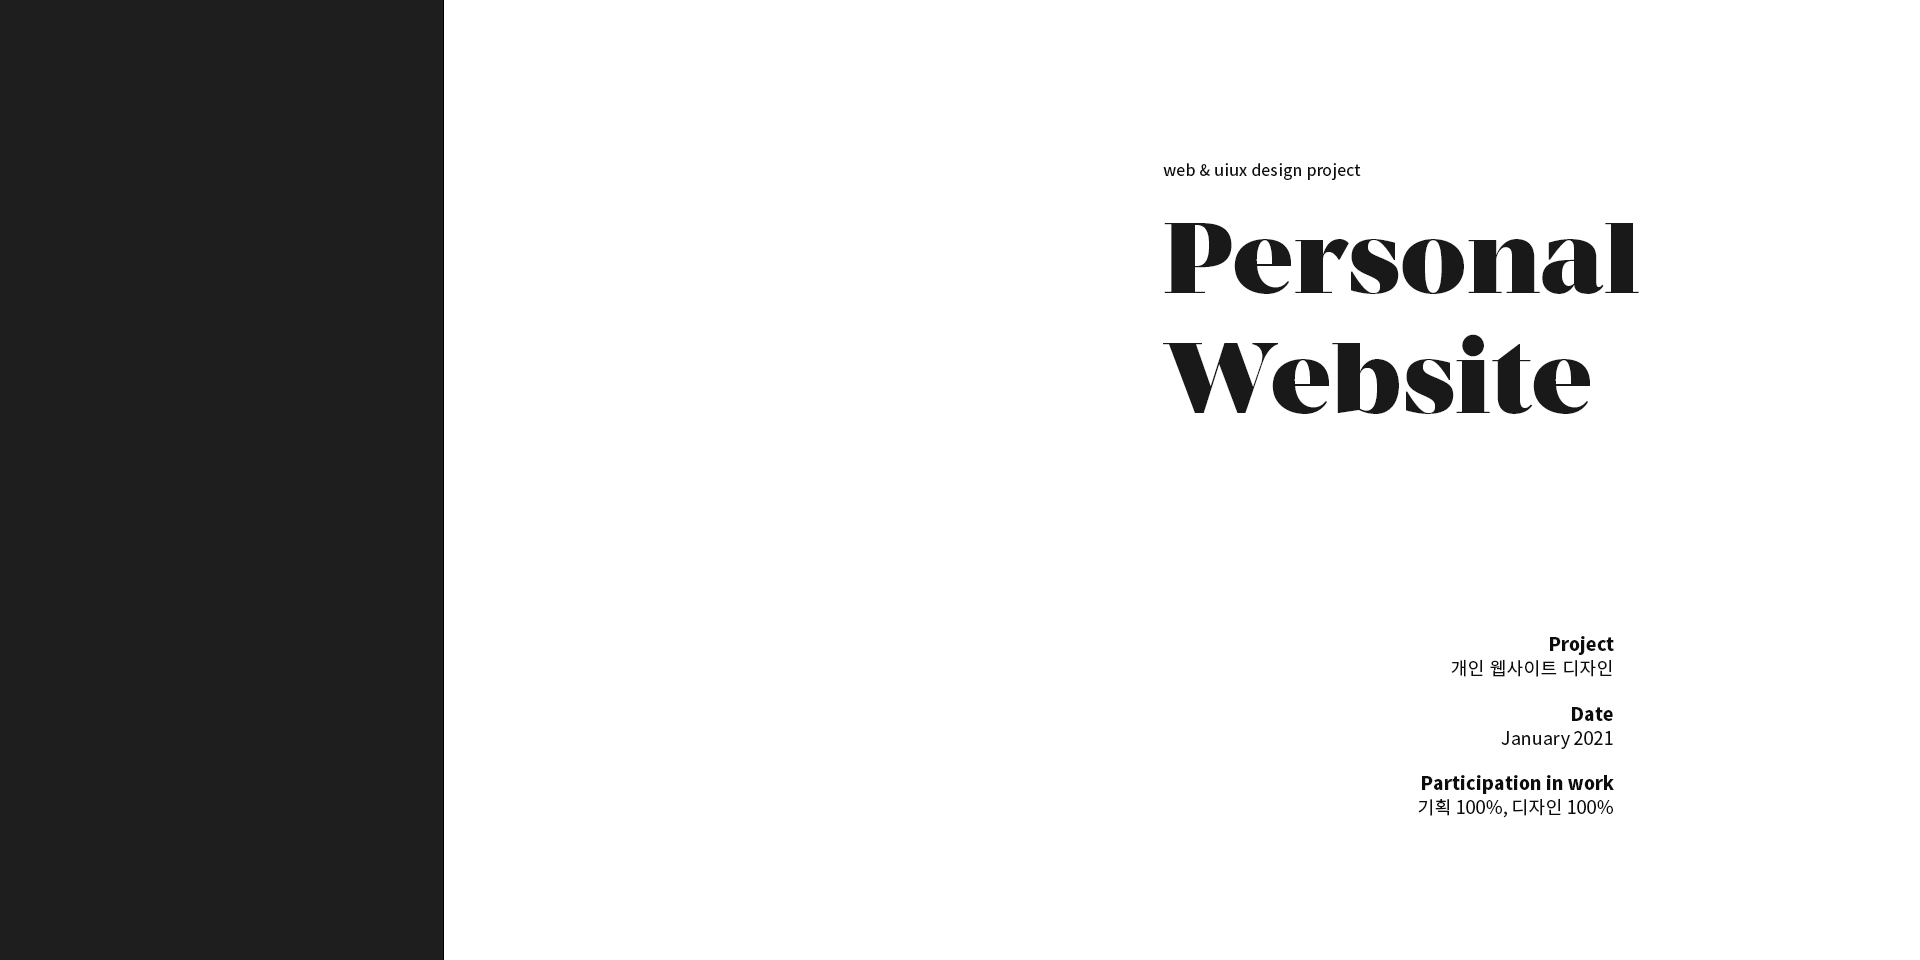 web & uiux design project
Personal
Website
Project
개인 웹사이트 디자인
Date
January 2021
Participation in work
기획 100%, 디자인 100%